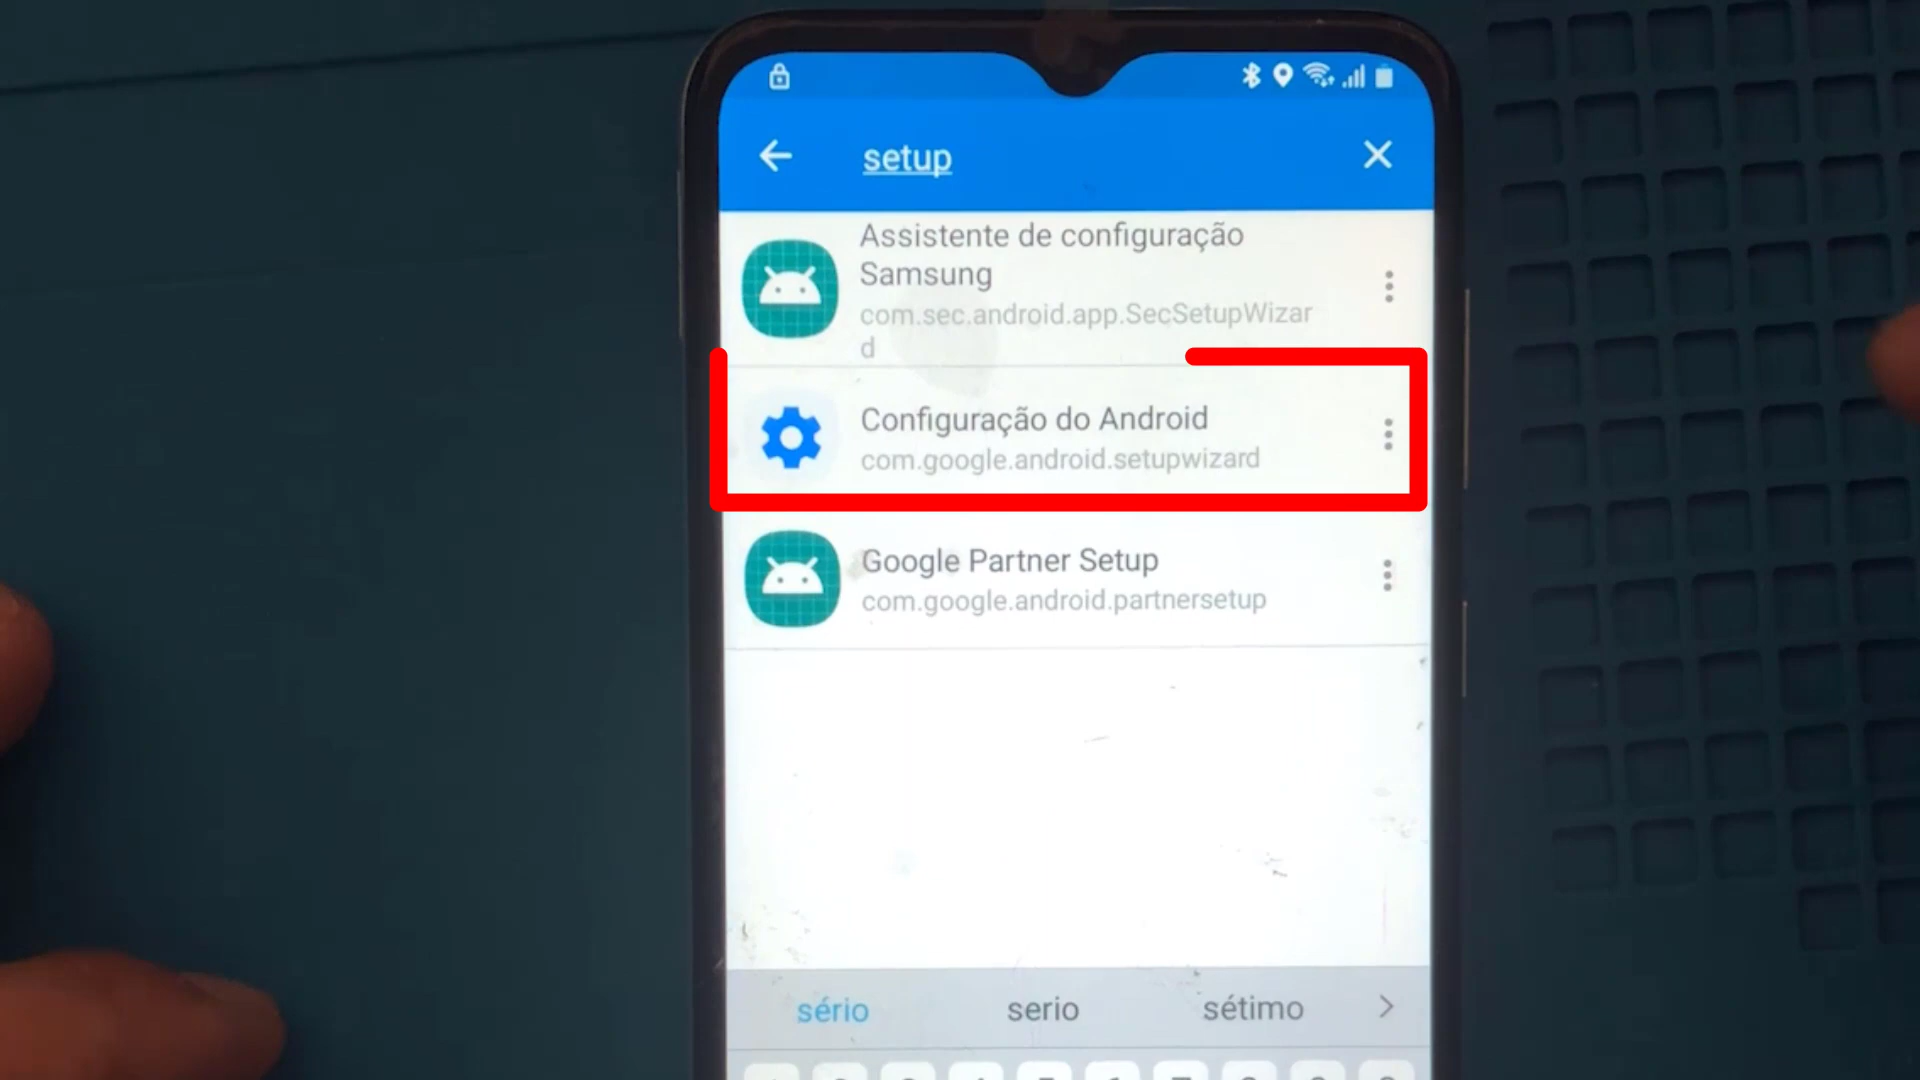 setup
Assistente de configuração
Samsung
com.sec.android.app.SecSetupWizar
d
Configuração do Android
com.google.android.setupwizard
Google Partner Setup
com.google.android.partnersetup
sério serio sétimo